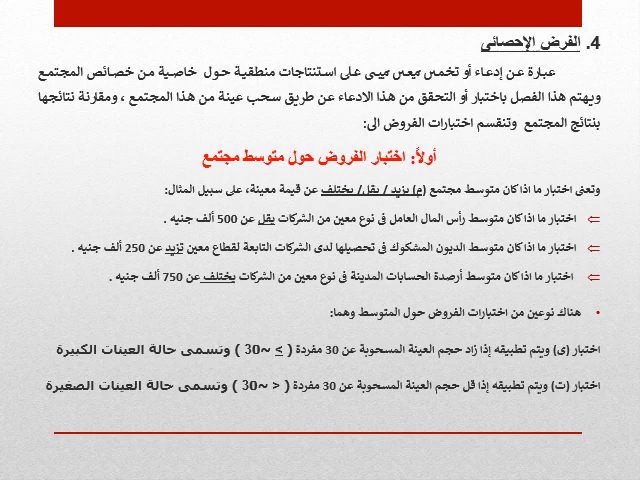 4. الفرض الإحصائى
عبارة عن إدعاء أو تخمين معين مبنى على استنتاجات منطقية حول خاصية من خصائص المجتمع
ويهتم هذا الفصل باختبار أو التحقق من هذا الادعاء عن طريق سحب عينة من هذا المجتمع ، ومقارنة نتائجها
بنتائج المجتمع وتنقسم اختبارات الفروض الى:
أولاً: اختبار الفروض حول متوسط مجتمع
وتعنى اختبار ما اذا كان متوسط مجتمع (م) يزيد / يقل/ يختلف عن قيمة معينة، على سبيل المثال:
⇐ اختبار ما اذا كان متوسط رأس المال العامل فى نوع معين من الشركات يقل عن 500 ألف جنيه .
⇐ اختبار ما اذا كان متوسط الديون المشكوك فى تحصيلها لدى الشركات التابعة لقطاع معين تزيد عن 250 ألف جنيه .
⇐ اختبار ما اذا كان متوسط أرصدة الحسابات المدينة فى نوع معين من الشركات يختلف عن 750 ألف جنيه .
• هناك نوعين من اختبارات الفروض حول المتوسط وهما:
اختبار (ى) ويتم تطبيقه إذا زاد حجم العينة المسحوبة عن 30 مفردة ( ≥ ~30 ) وتسمى حالة العينات الكبيرة
اختبار (ت) ويتم تطبيقه إذا قل حجم العينة المسحوبة عن 30 مفردة ( < ~30 ) وتسمى حالة العينات الصغيرة